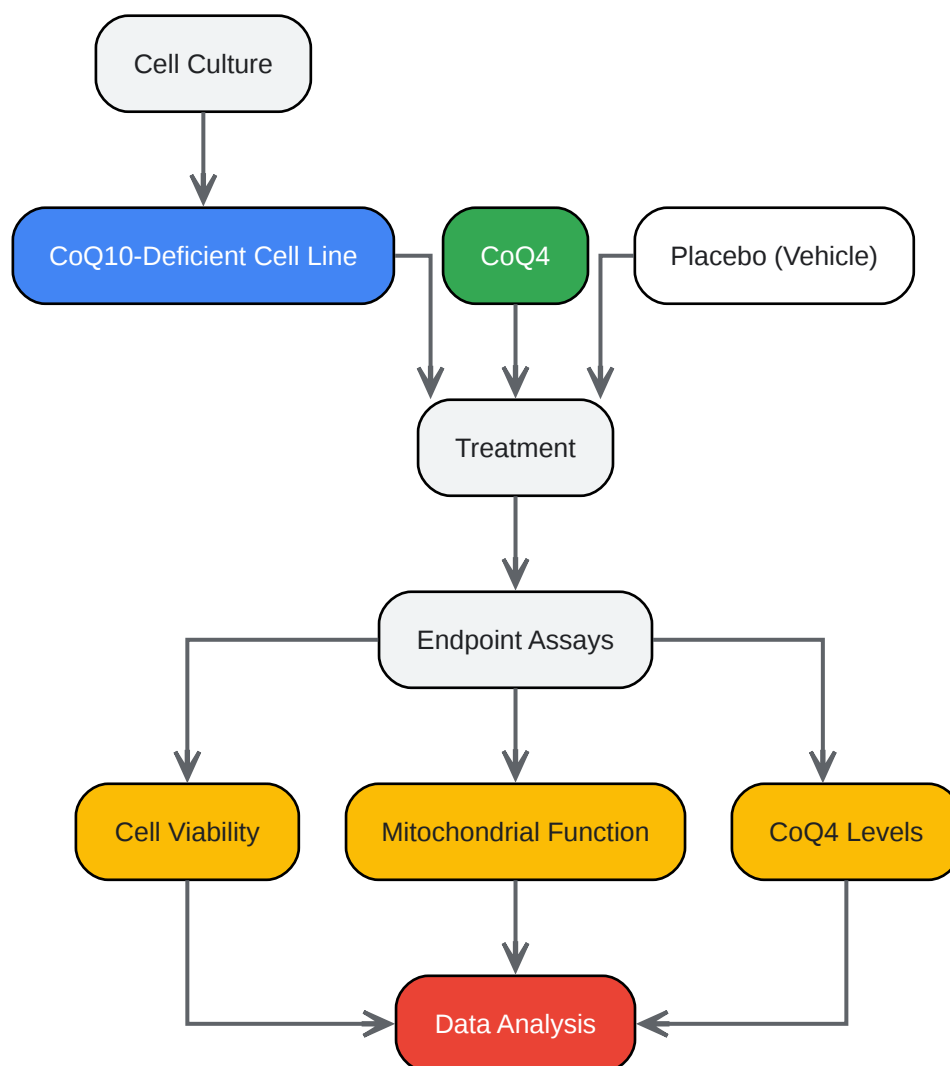 Cell Culture
CoQ10-Deficient Cell Line
CoQ4
Placebo (Vehicle)
Treatment
Endpoint Assays
Cell Viability
Mitochondrial Function
CoQ4 Levels
Data Analysis